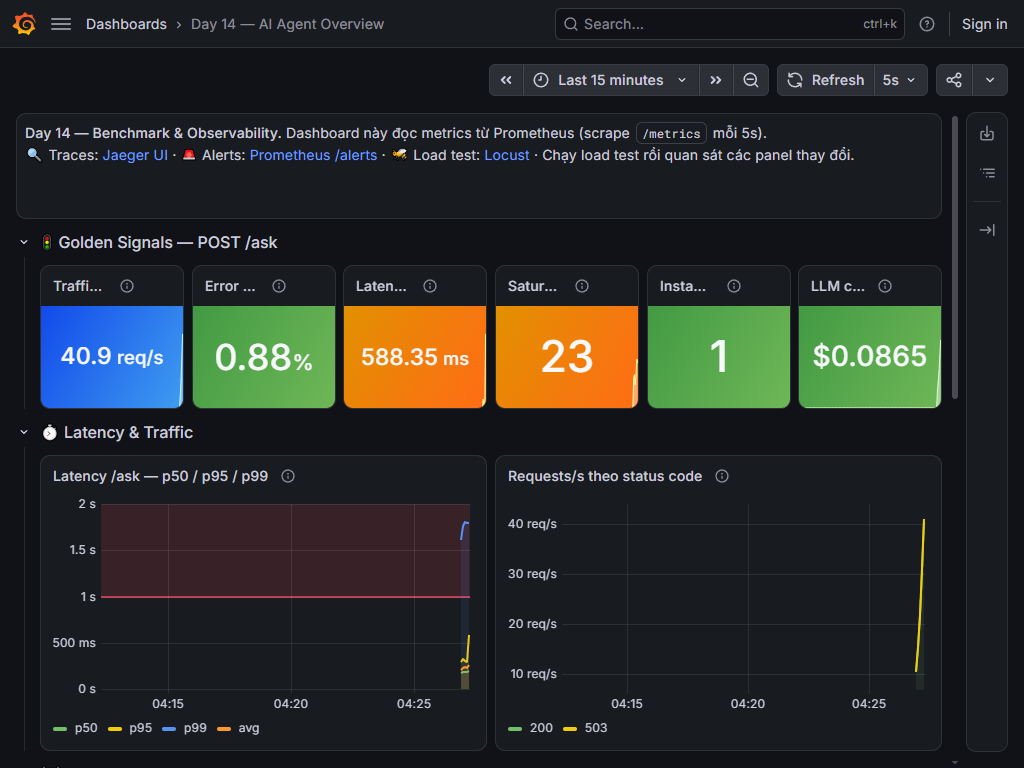 Dashboards › Day 14 — AI Agent Overview
Search...
ctrl+k
Sign in
Last 15 minutes
Refresh
5s
Day 14 — Benchmark & Observability. Dashboard này đọc metrics từ Prometheus (scrape /metrics mỗi 5s).
🔍 Traces: Jaeger UI · 🚨 Alerts: Prometheus /alerts · 🐝 Load test: Locust · Chạy load test rồi quan sát các panel thay đổi.
🚦 Golden Signals — POST /ask
Traffi...
Error ...
Laten...
Satur...
Insta...
LLM c...
40.9 req/s
0.88%
588.35 ms
23
1
$0.0865
⏱ Latency & Traffic
Latency /ask — p50 / p95 / p99
2 s
1.5 s
1 s
500 ms
0 s
04:15
04:20
04:25
p50
p95
p99
avg
Requests/s theo status code
40 req/s
30 req/s
20 req/s
10 req/s
04:15
04:20
04:25
200
503